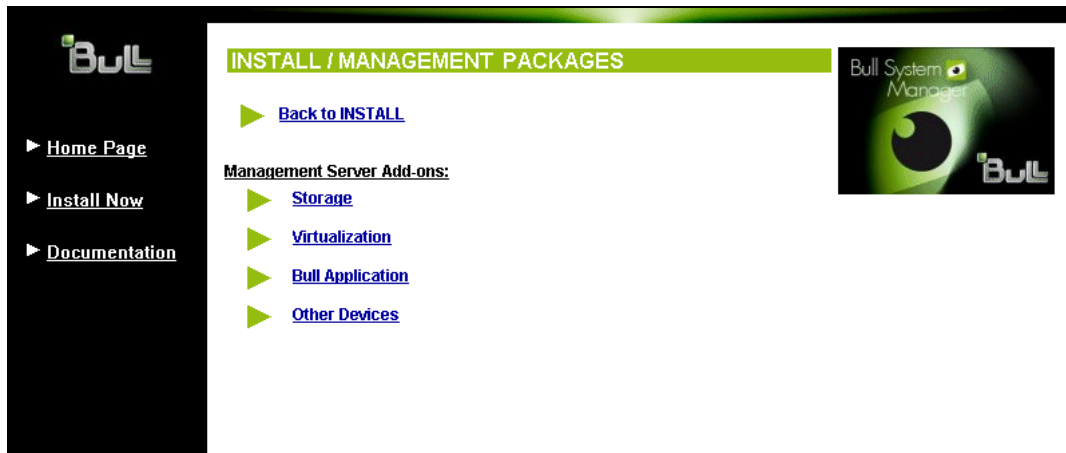 Bull
Home Page
Install Now
Documentation
INSTALL / MANAGEMENT PACKAGES
Back to INSTALL
Management Server Add-ons:
Storage
Virtualization
Bull Application
Other Devices
Bull System
Manager
Bull